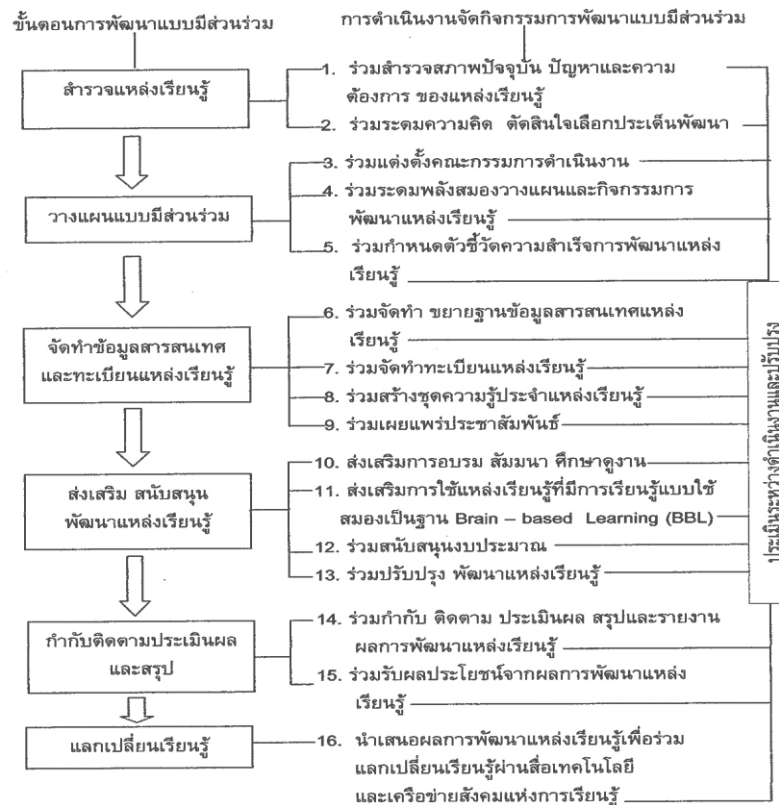 ขั้นตอนการพัฒนาแบบมีส่วนร่วม
การดำเนินงานจัดกิจกรรมการพัฒนาแบบมีส่วนร่วม
สำรวจแหล่งเรียนรู้
1. ร่วมสำรวจสภาพปัจจุบัน ปัญหาและความ
ต้องการ ของแหล่งเรียนรู้
2. ร่วมระดมความคิด ตัดสินใจเลือกประเด็นพัฒนา
วางแผนแบบมีส่วนร่วม
3. ร่วมแต่งตั้งคณะกรรมการดำเนินงาน
4. ร่วมระดมพลังสมองวางแผนและกิจกรรมการ
พัฒนาแหล่งเรียนรู้
5. ร่วมกำหนดตัวชี้วัดความสำเร็จการพัฒนาแหล่ง
เรียนรู้
จัดทำข้อมูลสารสนเทศ
และทะเบียนแหล่งเรียนรู้
6. ร่วมจัดทำ ขยายฐานข้อมูลสารสนเทศแหล่ง
เรียนรู้
7. ร่วมจัดทำทะเบียนแหล่งเรียนรู้
8. ร่วมสร้างชุดความรู้ประจำแหล่งเรียนรู้
9. ร่วมเผยแพร่ประชาสัมพันธ์
ส่งเสริม สนับสนุน
พัฒนาแหล่งเรียนรู้
10. ส่งเสริมการอบรม สัมมนา ศึกษาดูงาน
11. ส่งเสริมการใช้แหล่งเรียนรู้ที่มีการเรียนรู้แบบใช้
สมองเป็นฐาน Brain – based Learning (BBL)
12. ร่วมสนับสนุนงบประมาณ
13. ร่วมปรับปรุง พัฒนาแหล่งเรียนรู้
กำกับติดตามประเมินผล
และสรุป
14. ร่วมกำกับ ติดตาม ประเมินผล สรุปและรายงาน
ผลการพัฒนาแหล่งเรียนรู้
15. ร่วมรับผลประโยชน์จากผลการพัฒนาแหล่ง
เรียนรู้
แลกเปลี่ยนเรียนรู้
16. นำเสนอผลการพัฒนาแหล่งเรียนรู้เพื่อร่วม
แลกเปลี่ยนเรียนรู้ผ่านสื่อเทคโนโลยี
และเครือข่ายสังคมแห่งการเรียนรู้
ประเมินระหว่างดำเนินงานและปรับปรุง